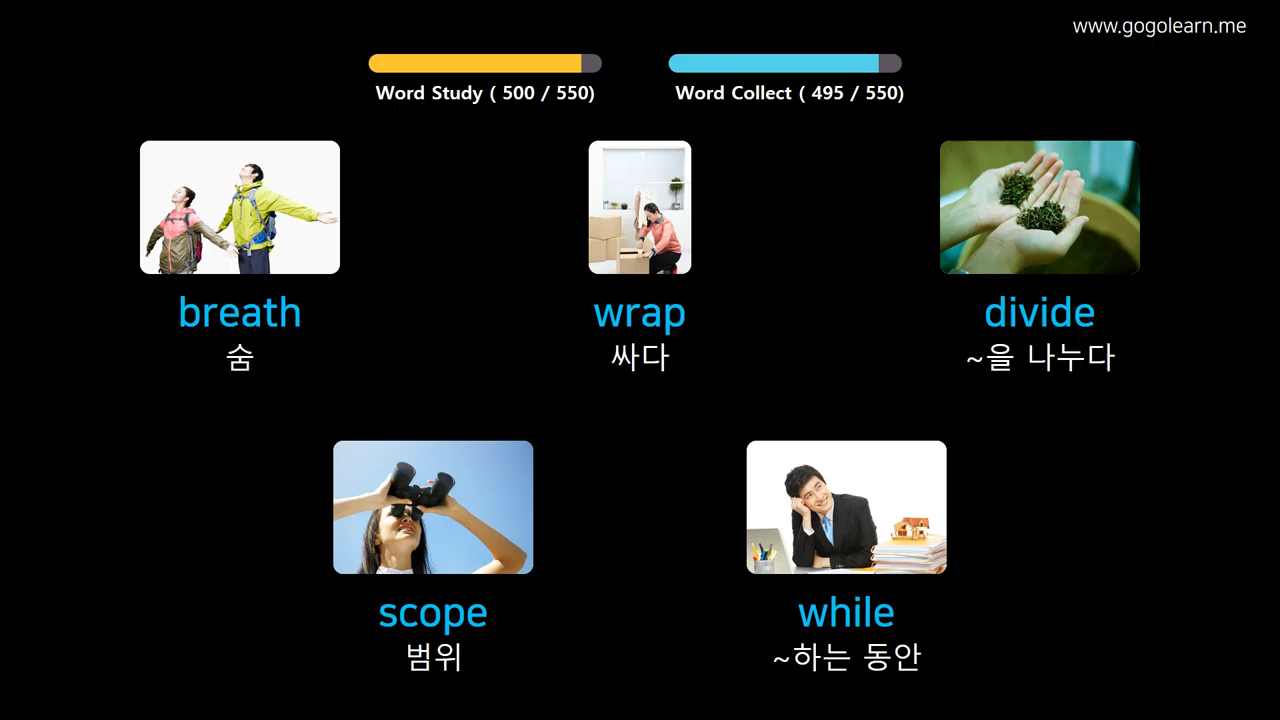 www.gogolearn.me
Word Study ( 500 / 550)
Word Collect ( 495 / 550)
breath
숨
wrap
싸다
divide
~을 나누다
scope
범위
while
~하는 동안